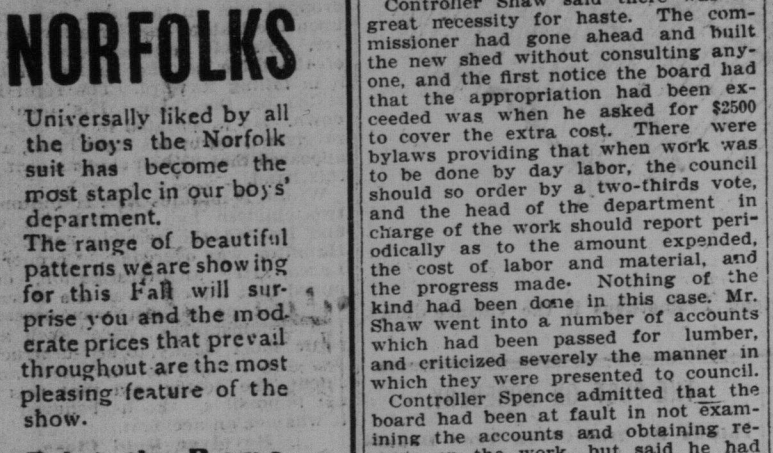 NORFOLKS
Universally liked by all
the boys the Norfolk
suit has become the
most staple in our boys'
department.
The range of beautiful
patterns we are showing
for this Fall will sur-
prise you and the mod-
erate prices that prevail
throughout are the most
pleasing feature of the
show.
Controller Shaw said there
great necessity for haste. The com-
missioner had gone ahead and built
the new shed without consulting any-
one, and the first notice the board had
that the appropriation had been ex-
ceeded was when he asked for $2500
to cover the extra cost. There were
bylaws providing that when work was
to be done by day labor, the council
should so order by a two-thirds vote,
and the head of the department in
charge of the work should report peri-
odically as to the amount expended,
the cost of labor and material, and
the progress made. Nothing of the
kind had been done in this case. Mr.
Shaw went into a number of accounts
which had been passed for lumber,
and criticized severely the manner in
which they were presented to council.
Controller Spence admitted that the
board had been at fault in not exam-
ining the accounts and obtaining re-
the work, but said he had